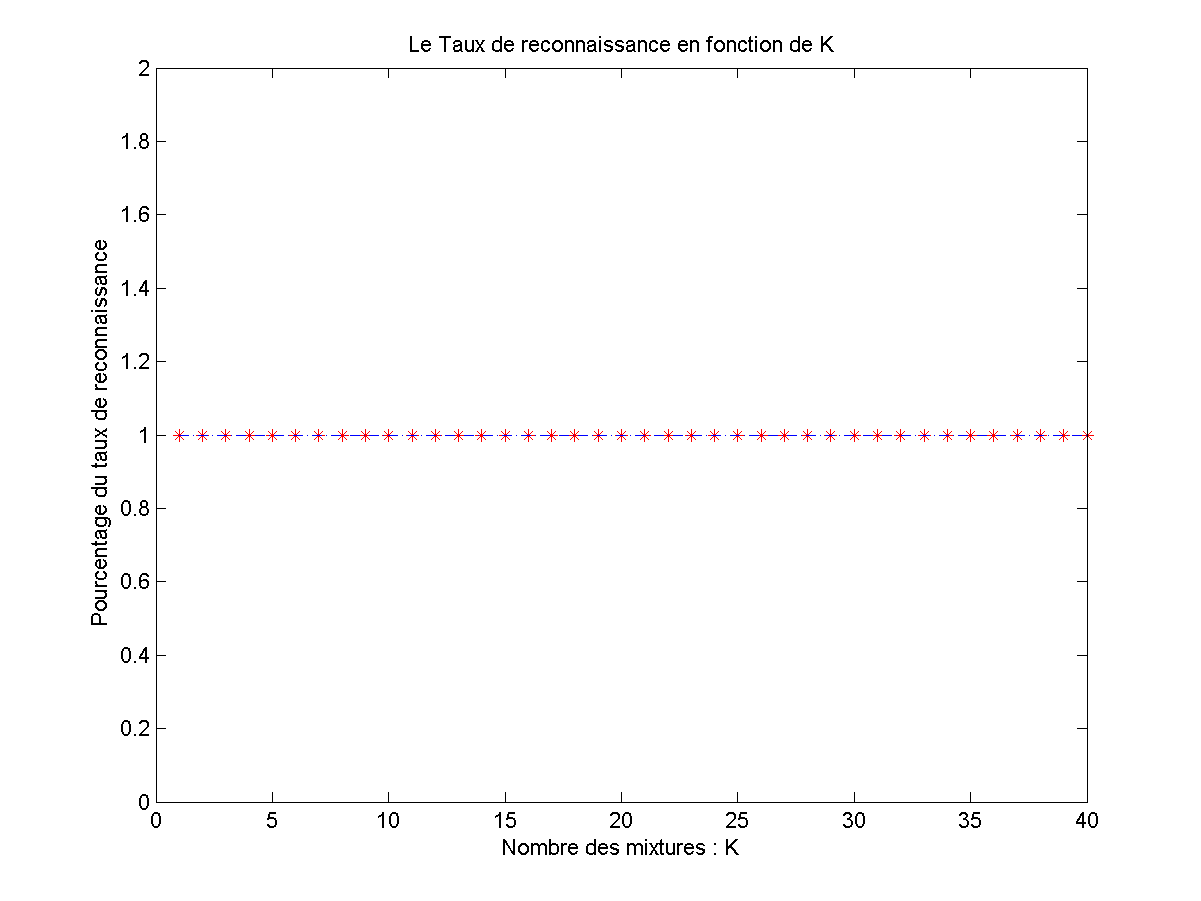 Le Taux de reconnaissance en fonction de K
2
1.8
1.6
1.4
1.2
1
0.8
0.6
0.4
0.2
0
Pourcentage du taux de reconnaissance
0 5 10 15 20 25 30 35 40
Nombre des mixtures : K